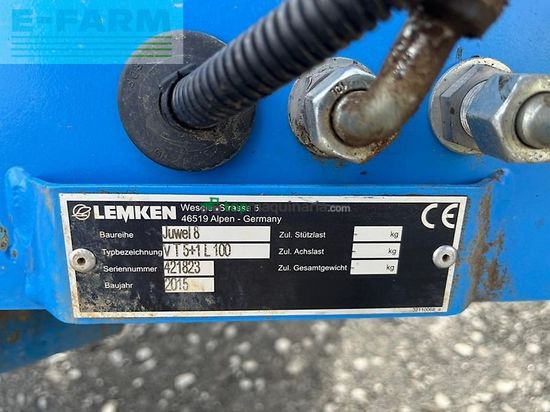 E-FARM
LEMKEN
Weseler Strasse 5
46519 Alpen - Germany
CE
Baureihe Juwel 8 Zul. Stützlast - kg
Typbezeichnung V T 5+1 L 100 Zul. Achslast - kg
Seriennummer 421823 Zul. Gesamtgewicht - kg
Baujahr 2015